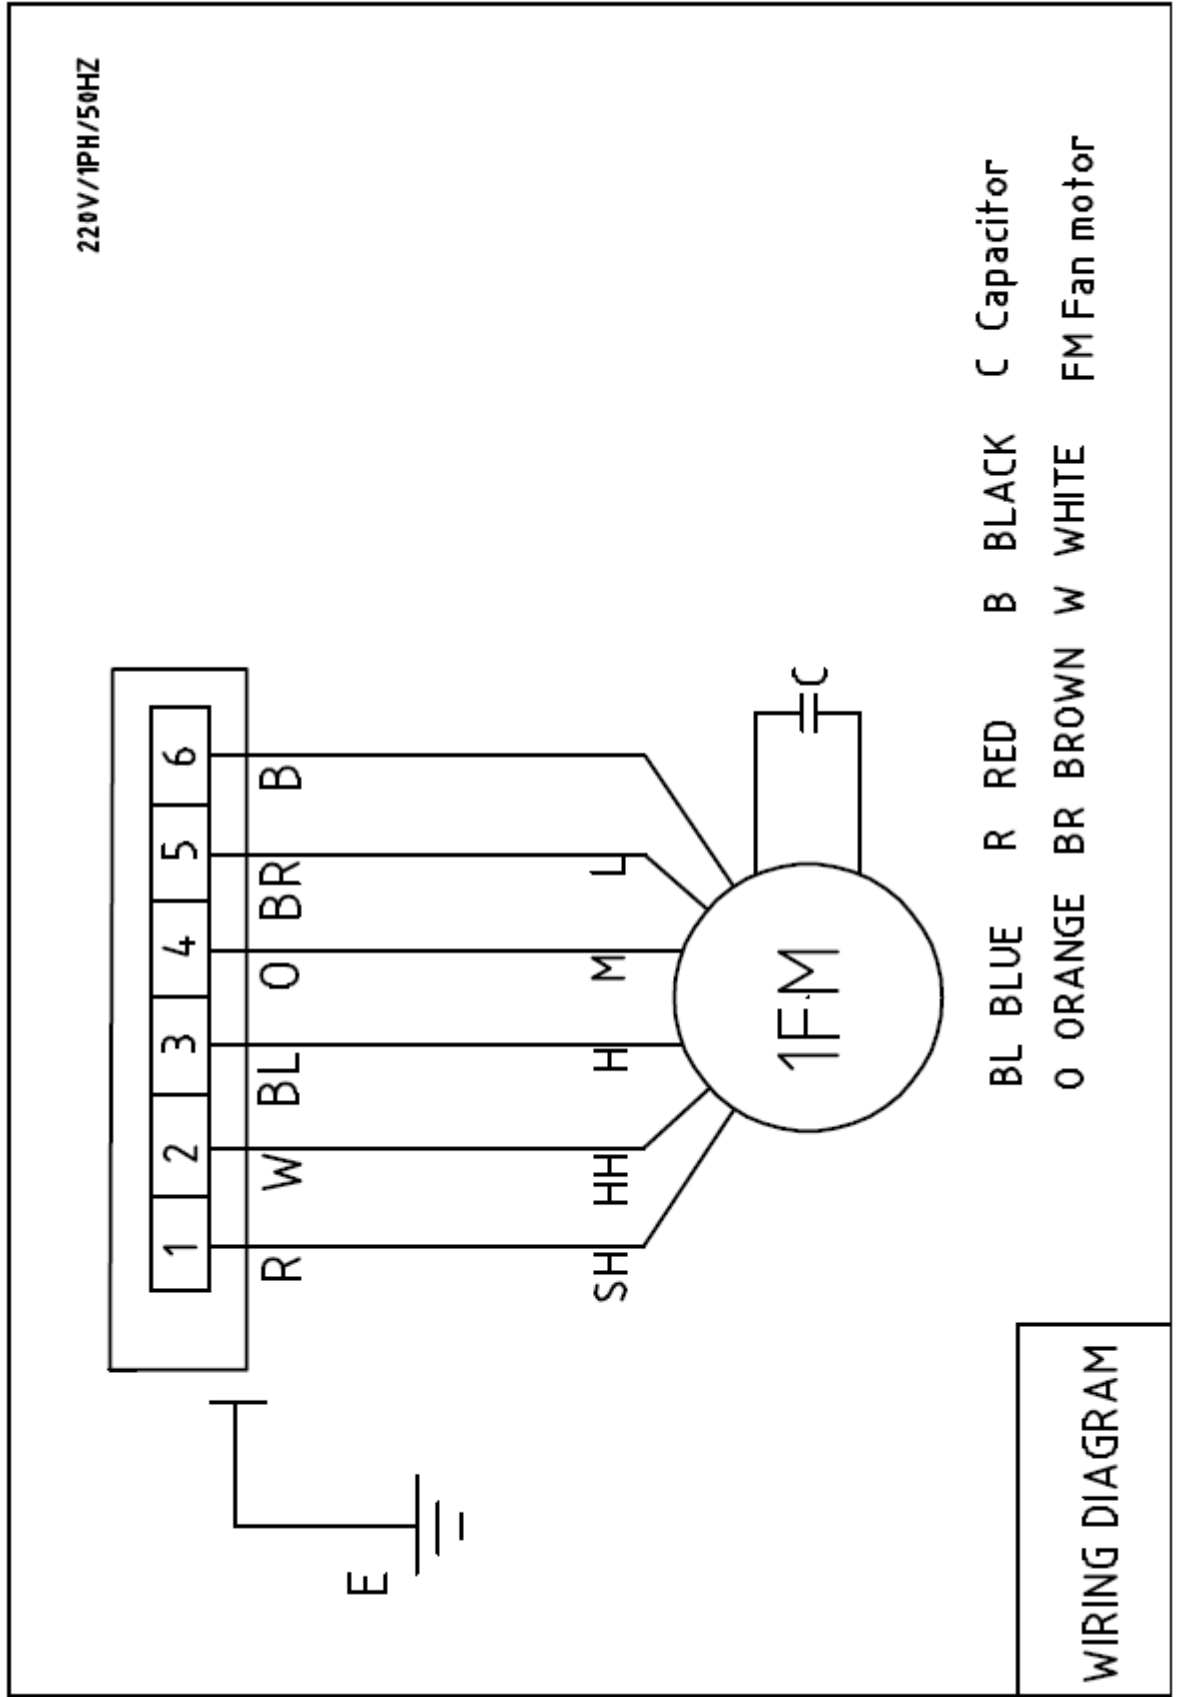 220V/1PH/50HZ
1 2 3 4 5 6
R W BL O BR B
E
SH HH H M L
1FM
C
BL BLUE R RED B BLACK C Capacitor
O ORANGE BR BROWN W WHITE FM Fan motor
WIRING DIAGRAM